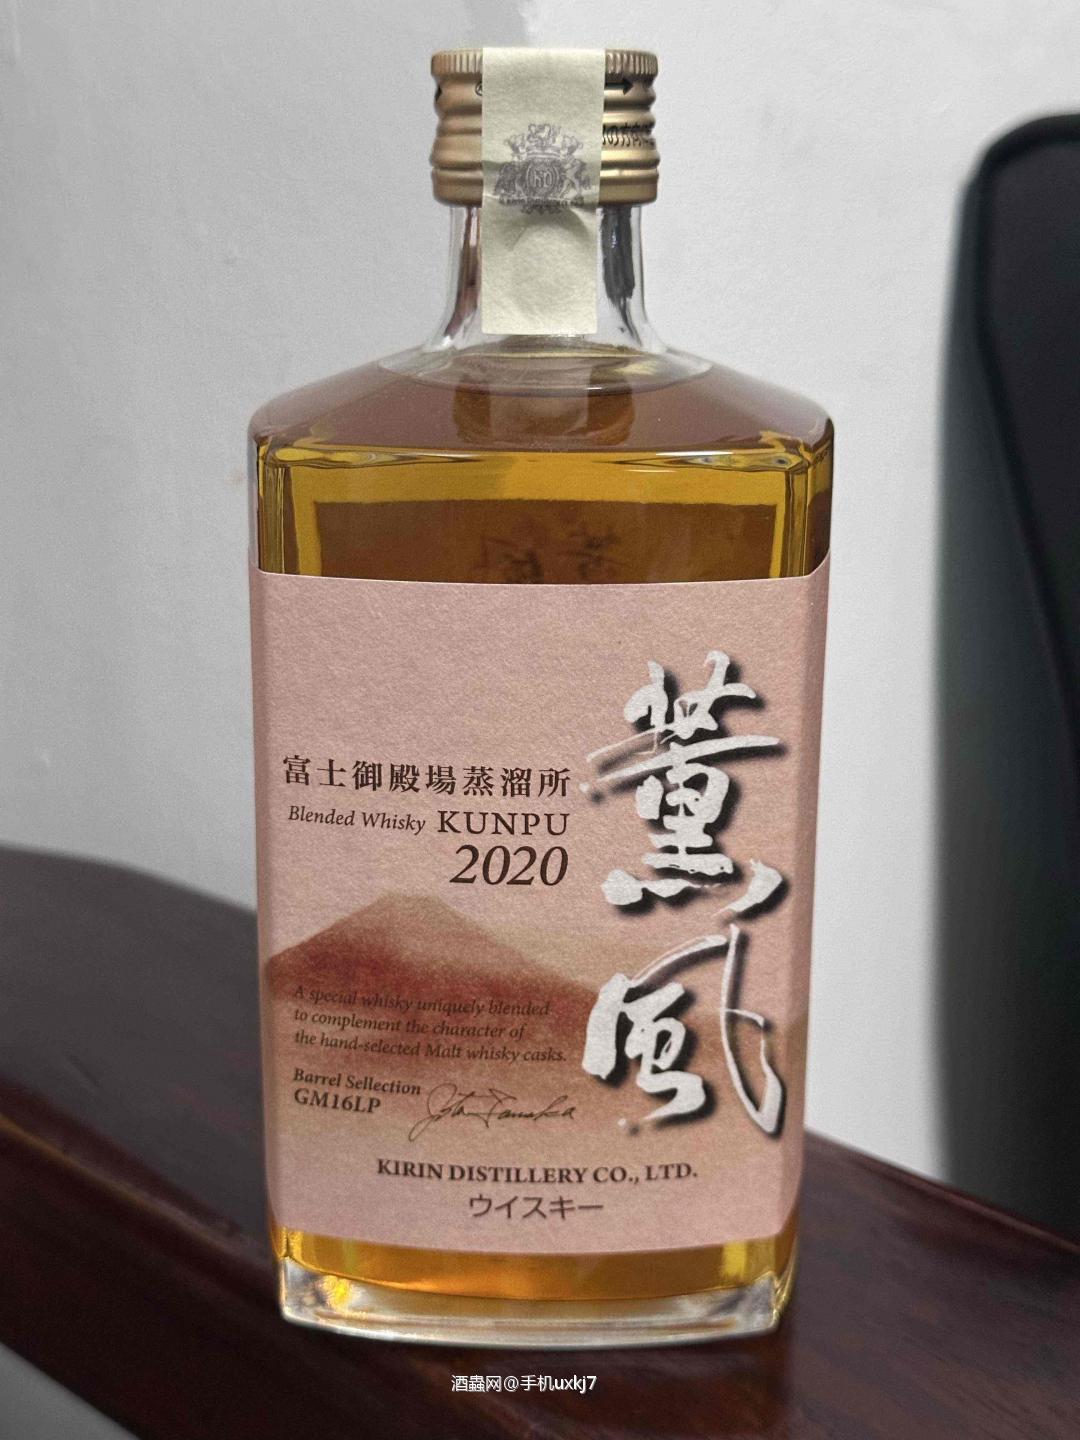 富士御殿場蒸溜所
Blended Whisky KUNPU
2020
薫風
A special whisky uniquely blended
to complement the character of
the hand-selected Malt whisky casks.
Barrel Sellection
GM16LP
KIRIN DISTILLERY CO., LTD.
ウイスキー
酒蟲网@手机uxkj7